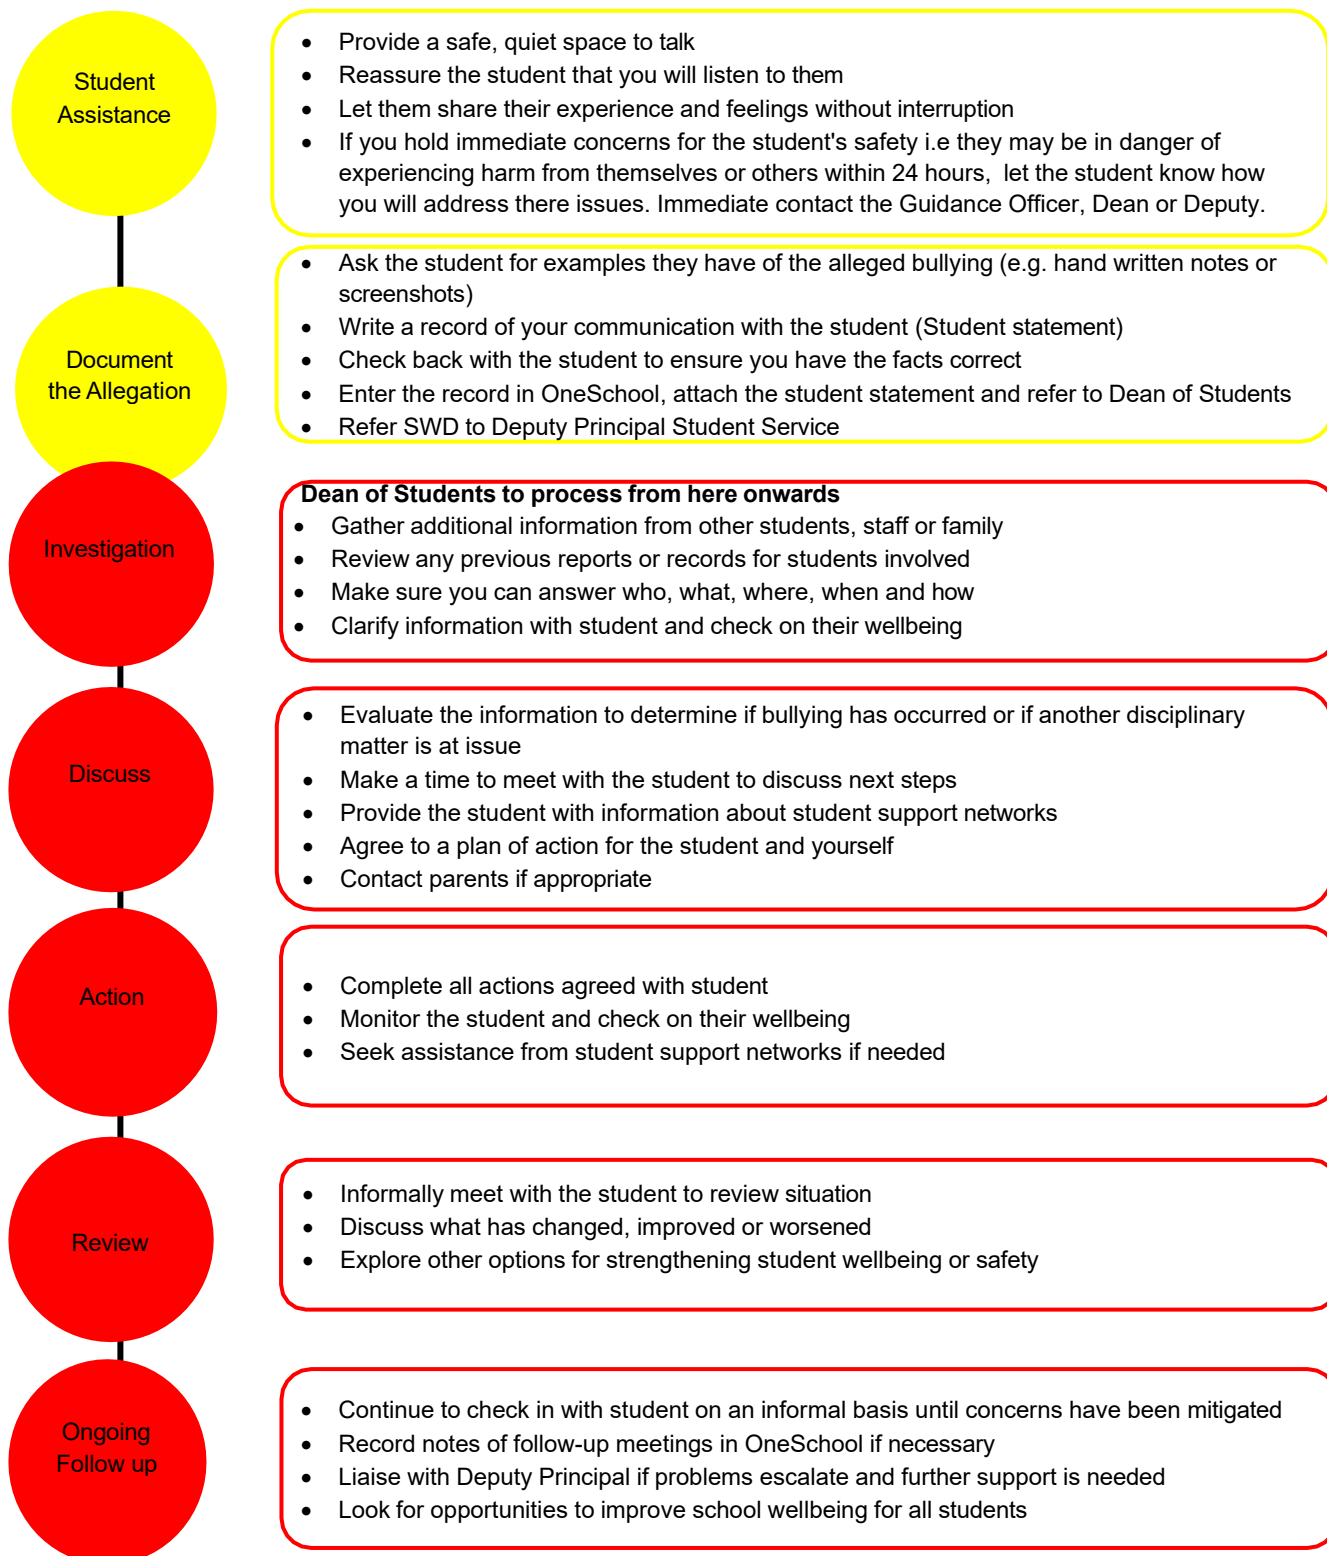 Student
Assistance
• Provide a safe, quiet space to talk
• Reassure the student that you will listen to them
• Let them share their experience and feelings without interruption
• If you hold immediate concerns for the student's safety i.e they may be in danger of
experiencing harm from themselves or others within 24 hours, let the student know how
you will address there issues. Immediate contact the Guidance Officer, Dean or Deputy.
Document
the Allegation
• Ask the student for examples they have of the alleged bullying (e.g. hand written notes or
screenshots)
• Write a record of your communication with the student (Student statement)
• Check back with the student to ensure you have the facts correct
• Enter the record in OneSchool, attach the student statement and refer to Dean of Students
• Refer SWD to Deputy Principal Student Service
Investigation
Dean of Students to process from here onwards
• Gather additional information from other students, staff or family
• Review any previous reports or records for students involved
• Make sure you can answer who, what, where, when and how
• Clarify information with student and check on their wellbeing
Discuss
• Evaluate the information to determine if bullying has occurred or if another disciplinary
matter is at issue
• Make a time to meet with the student to discuss next steps
• Provide the student with information about student support networks
• Agree to a plan of action for the student and yourself
• Contact parents if appropriate
Action
• Complete all actions agreed with student
• Monitor the student and check on their wellbeing
• Seek assistance from student support networks if needed
Review
• Informally meet with the student to review situation
• Discuss what has changed, improved or worsened
• Explore other options for strengthening student wellbeing or safety
Ongoing
Follow up
• Continue to check in with student on an informal basis until concerns have been mitigated
• Record notes of follow-up meetings in OneSchool if necessary
• Liaise with Deputy Principal if problems escalate and further support is needed
• Look for opportunities to improve school wellbeing for all students